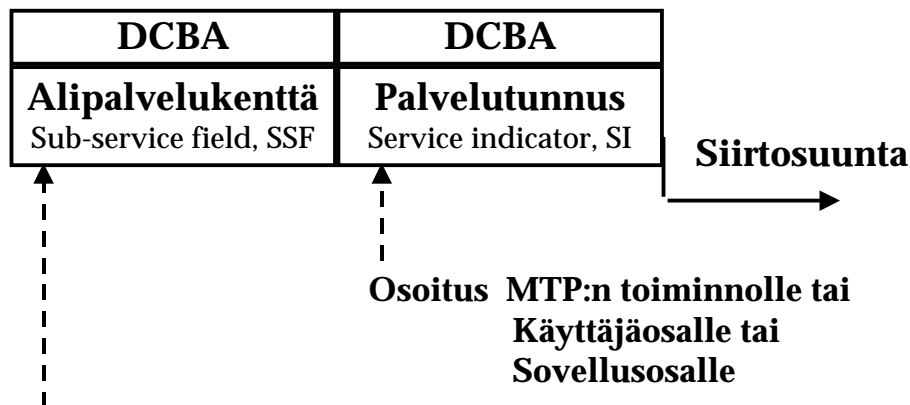 DCBA DCBA
Alipalvelukenttä Palvelutunnus
Sub-service field, SSF Service indicator, SI
Siirtosuunta
Osoitus MTP:n toiminnolle tai
Käyttäjäosalle tai
Sovellusosalle